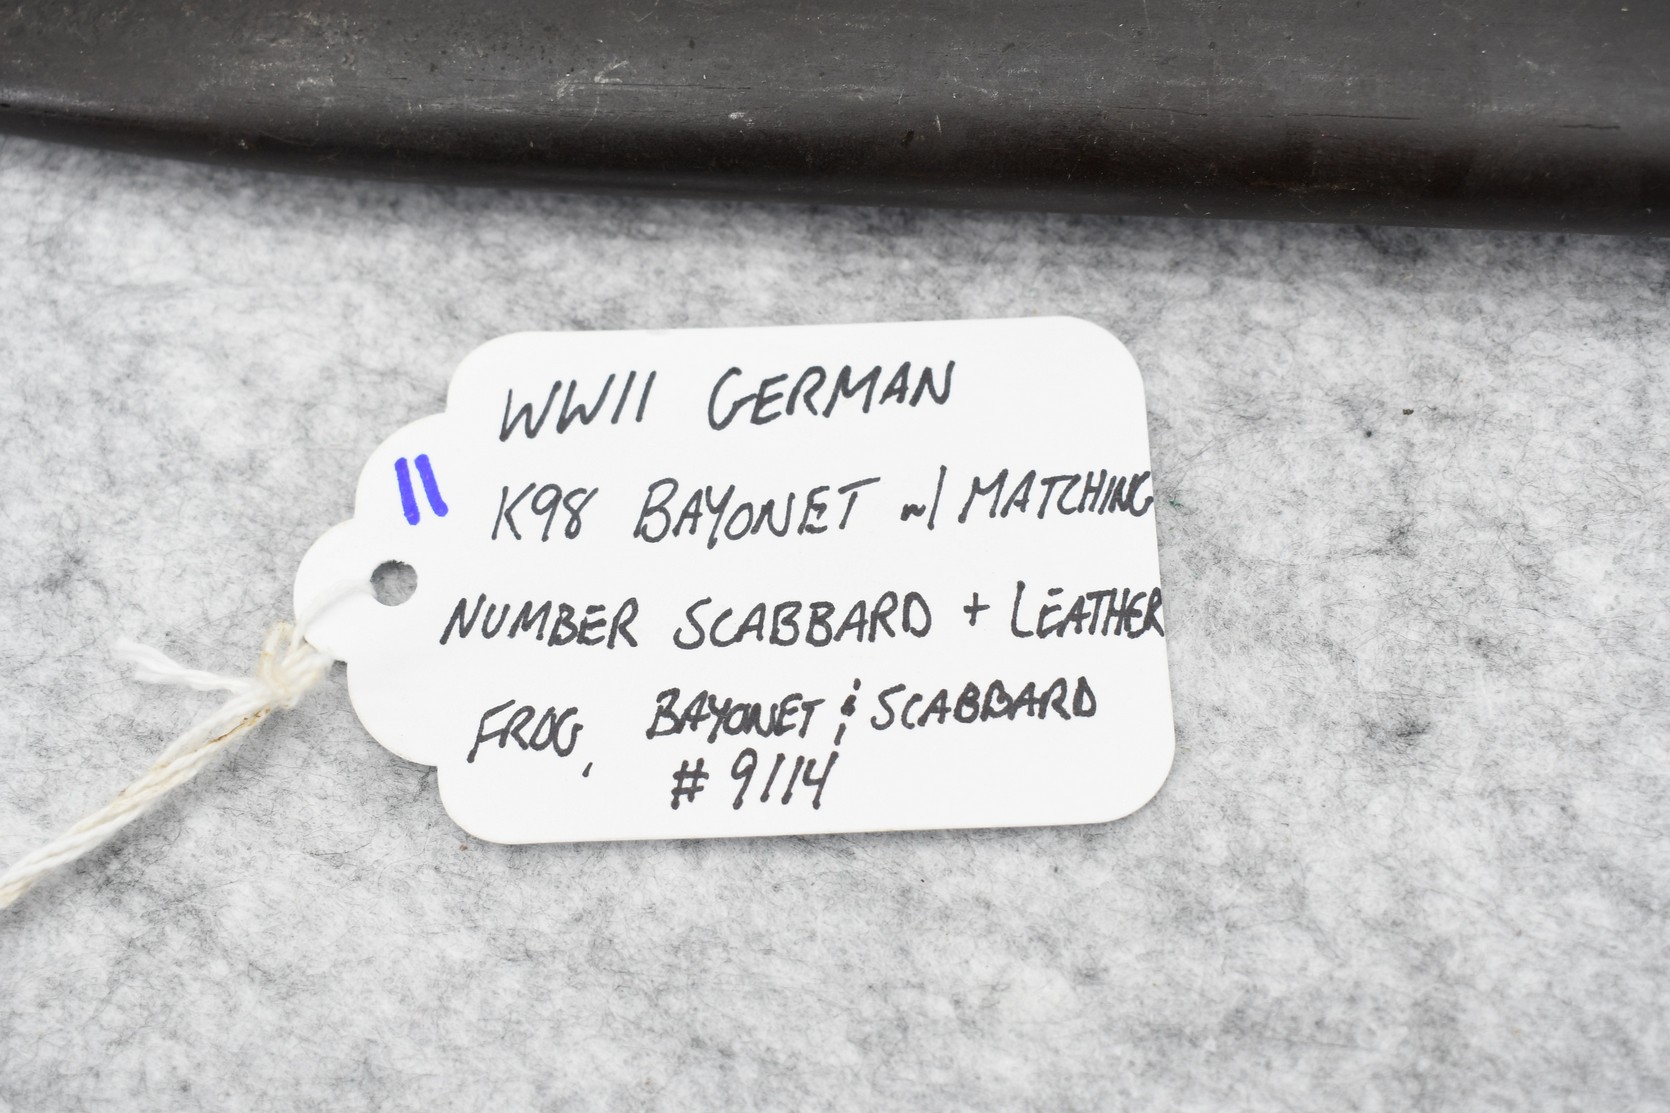 WWII GERMAN
11
K98 BAYONET w/ MATCHING
NUMBER SCABBARD + LEATHER
FROG, BAYONET & SCABBARD
# 9114